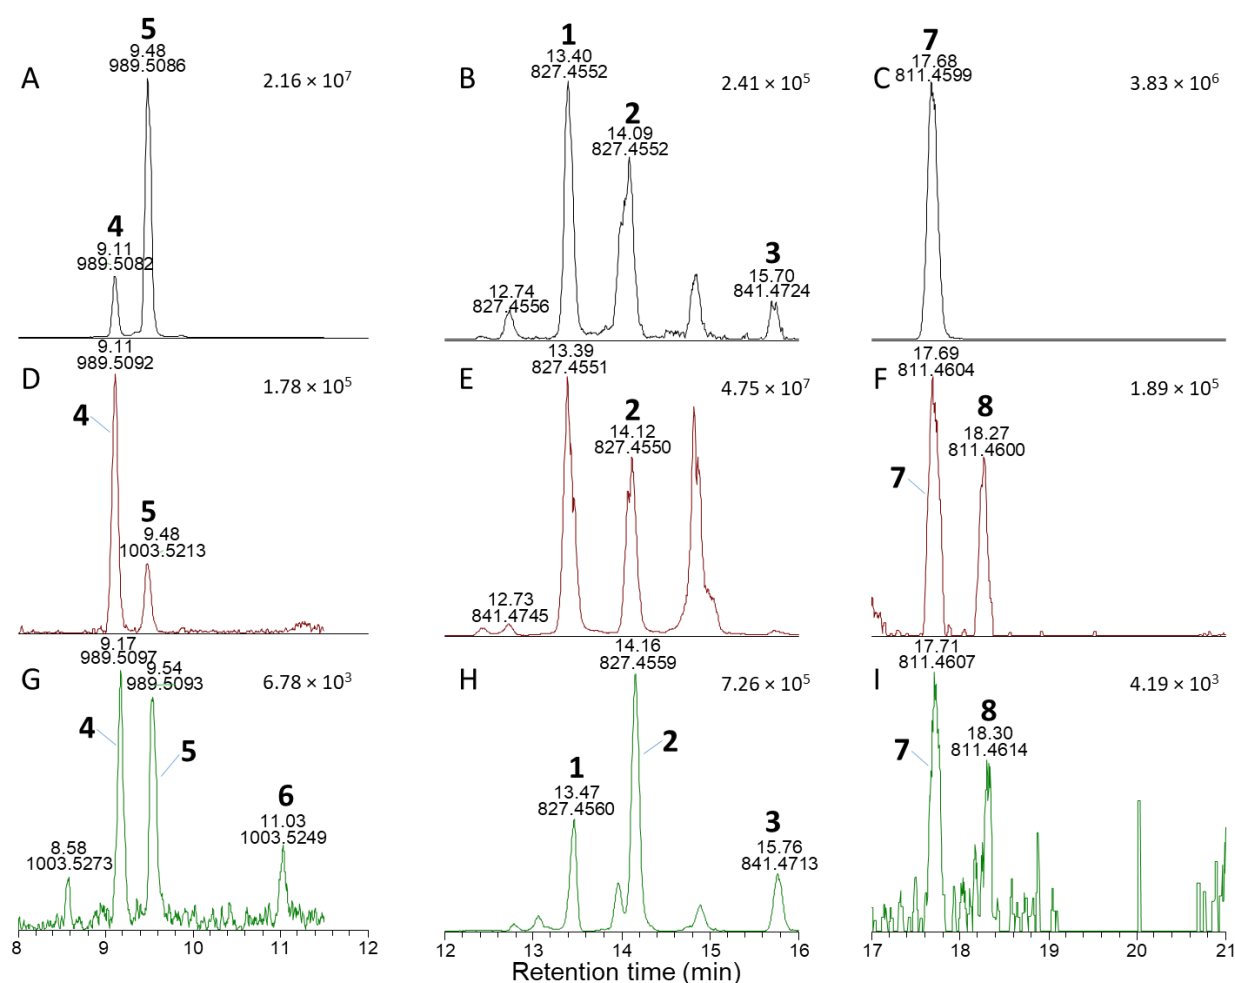 A
5
9.48
989.5086
2.16 × 10⁷
4
9.11
989.5082
B
1
13.40
827.4552
2.41 × 10⁵
2
14.09
827.4552
12.74
827.4556
3
15.70
841.4724
C
7
17.68
811.4599
3.83 × 10⁶
D
9.11
989.5092
1.78 × 10⁵
4
5
9.48
1003.5213
E
13.39
827.4551
4.75 × 10⁷
2
14.12
827.4550
12.73
841.4745
F
17.69
811.4604
1.89 × 10⁵
8
18.27
811.4600
7
G
9.17
989.5097
9.54
989.5093
6.78 × 10³
4
5
6
11.03
1003.5249
8.58
1003.5273
8 9 10 11 12
H
14.16
827.4559
7.26 × 10⁵
2
1
13.47
827.4560
3
15.76
841.4713
12 13 14 15 16
I
17.71
811.4607
4.19 × 10³
8
18.30
811.4614
7
17 18 19 20 21
Retention time (min)